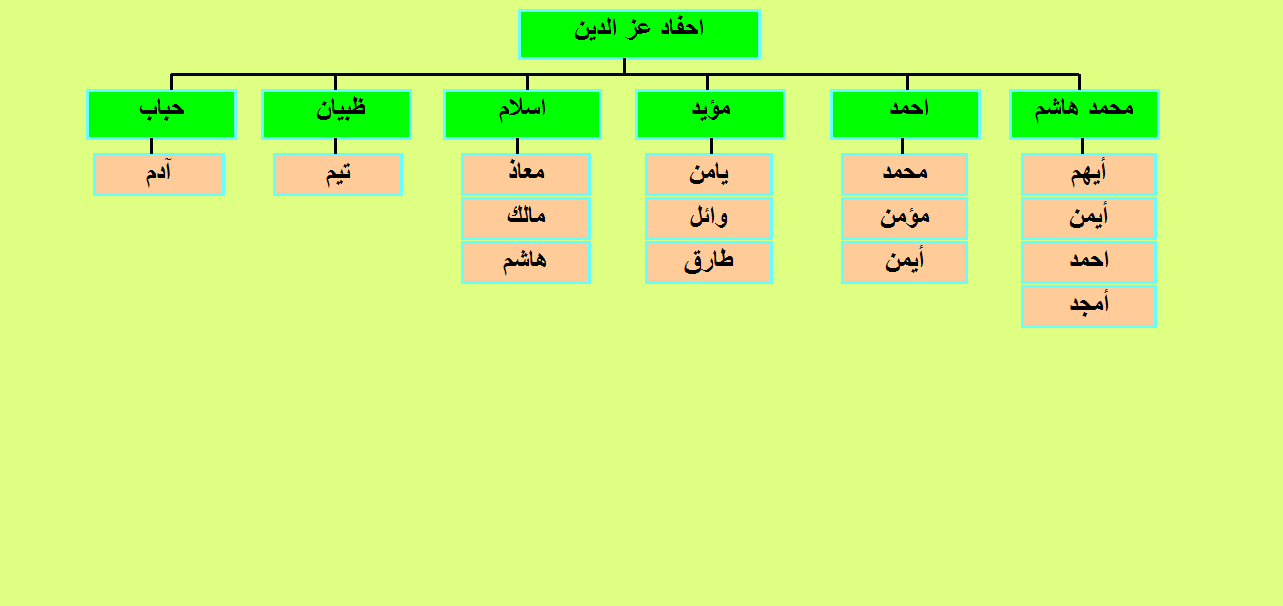 احفاد عز الدين
محمد هاشم
احمد
مؤيد
اسلام
ظبيان
حباب
أيهم
أيمن
احمد
أمجد
محمد
مؤمن
أيمن
يامن
وائل
طارق
معاذ
مالك
هاشم
تيم
آدم